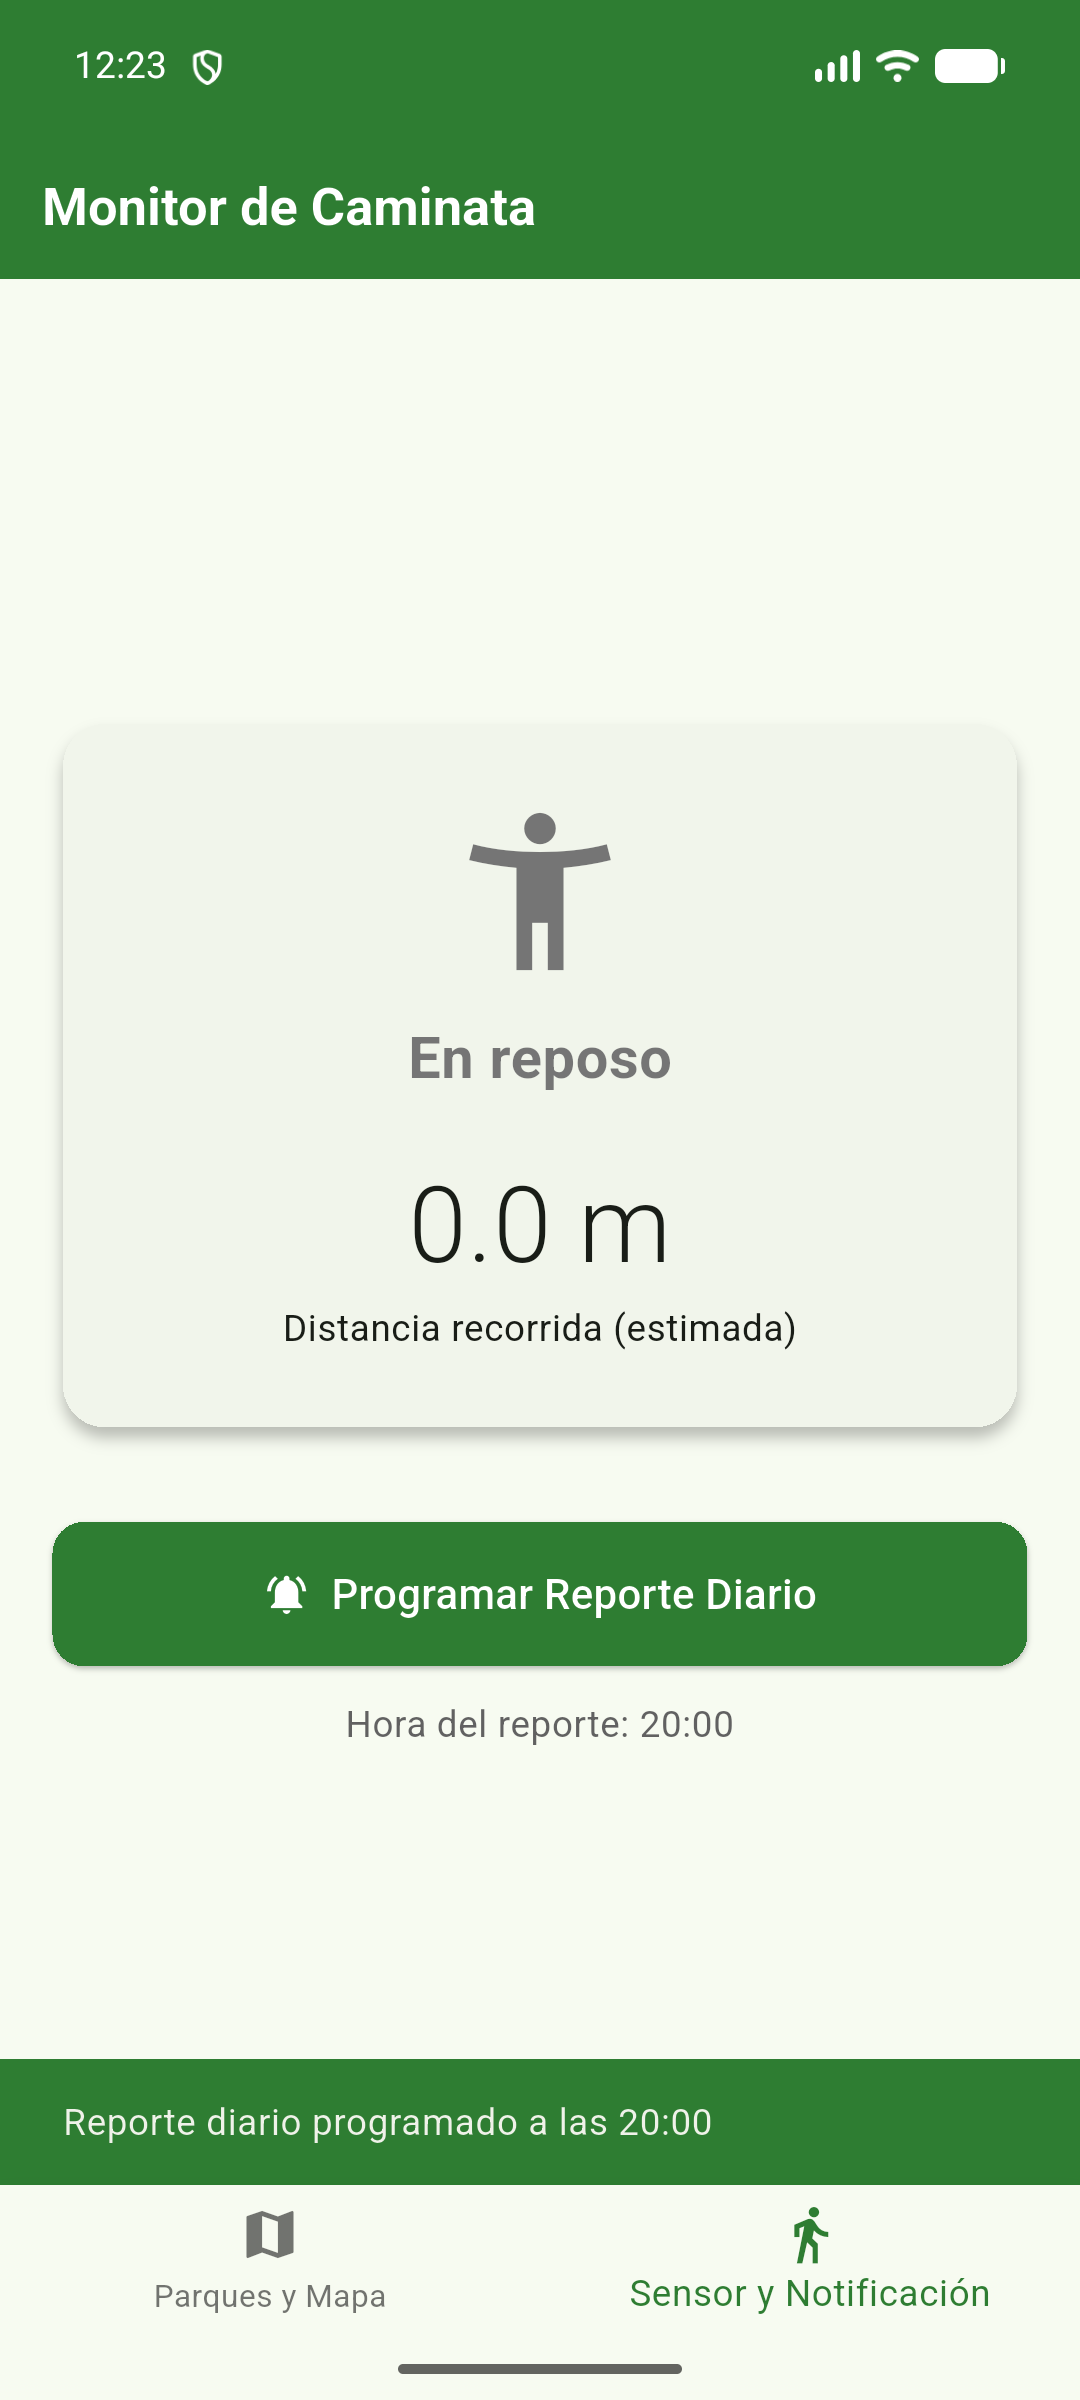 12:23
Monitor de Caminata
En reposo
0.0 m
Distancia recorrida (estimada)
Programar Reporte Diario
Hora del reporte: 20:00
Reporte diario programado a las 20:00
Parques y Mapa
Sensor y Notificación